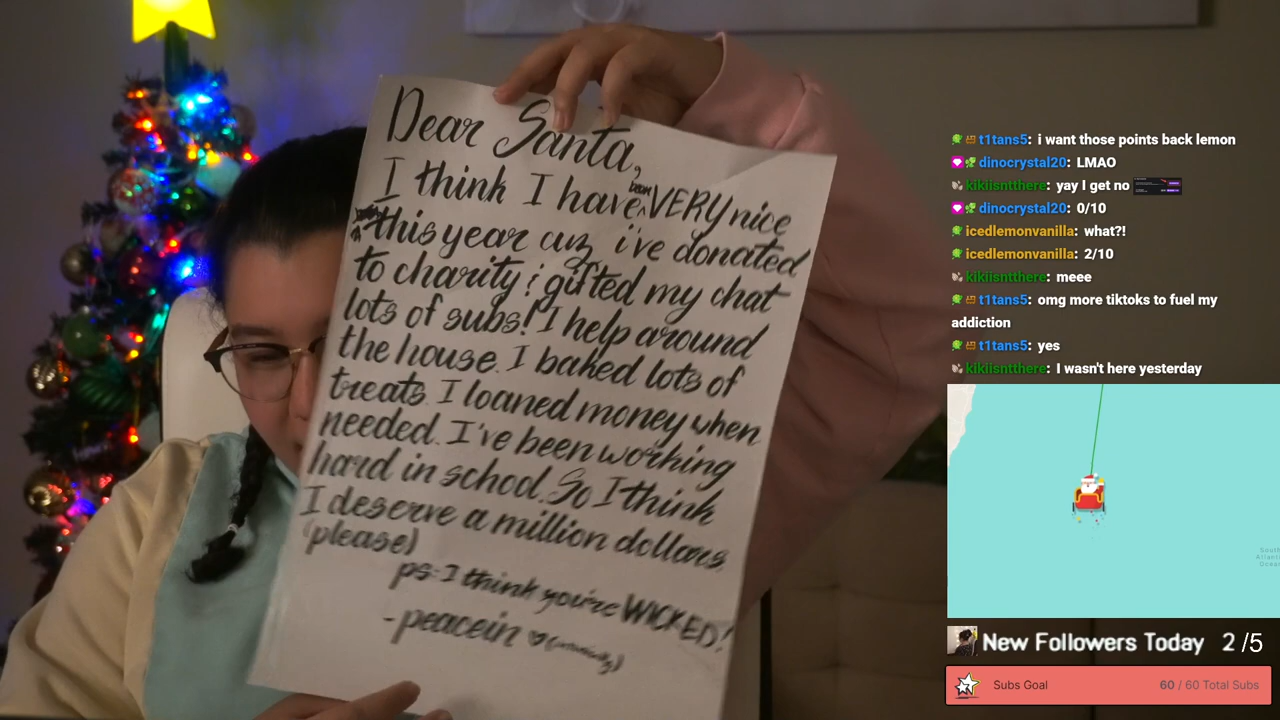 Dear Santa,
I think I have been VERY nice
this year cuz i've donated
to charity & gifted my chat
lots of subs! I help around
the house. I baked lots of
treats. I loaned money when
needed. I've been working
hard in school. So I think
I deserve a million dollars
(please)
ps: I think you're WICKED!
-peacein
t1tans5: i want those points back lemon
dinocrystal20: LMAO
kikiisntthere: yay I get no
dinocrystal20: 0/10
icedlemonvanilla: what?!
icedlemonvanilla: 2/10
kikiisntthere: meee
t1tans5: omg more tiktoks to fuel my
addiction
t1tans5: yes
kikiisntthere: I wasn't here yesterday
South
Atlantic
Ocean
New Followers Today 2 /5
Subs Goal 60 / 60 Total Subs